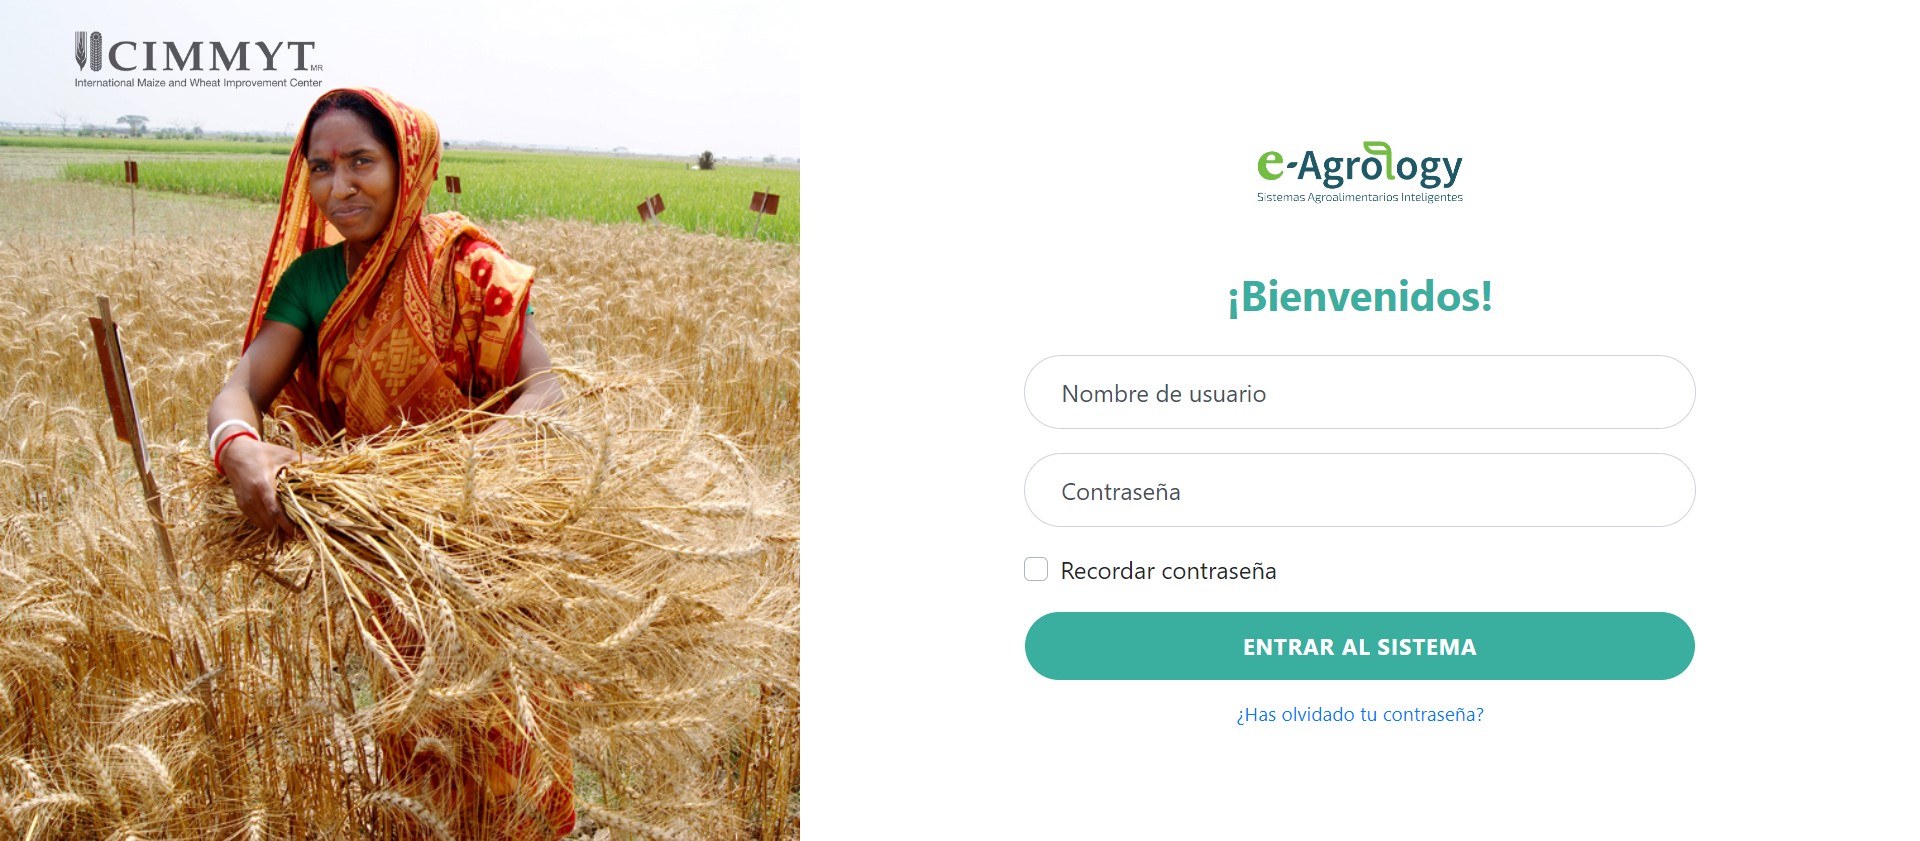 CIMMYT MR
International Maize and Wheat Improvement Center
e-Agrology
Sistemas Agroalimentarios Inteligentes
¡Bienvenidos!
Nombre de usuario
Contraseña
Recordar contraseña
ENTRAR AL SISTEMA
¿Has olvidado tu contraseña?